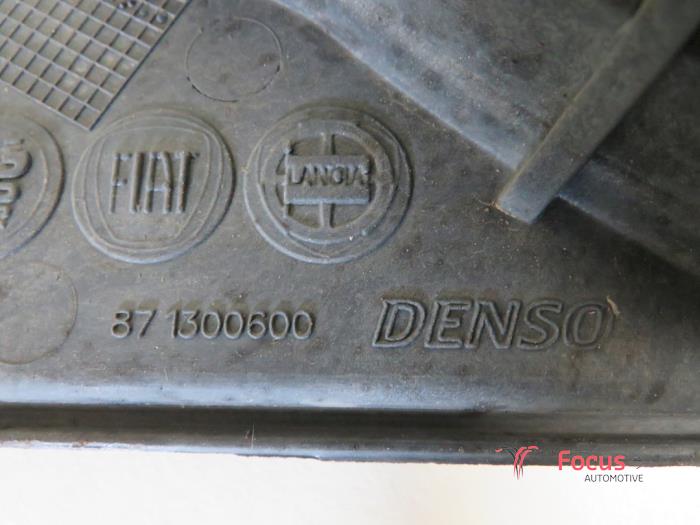 FIAT
LANCIA
87 1300600 DENSO
Focus
AUTOMOTIVE